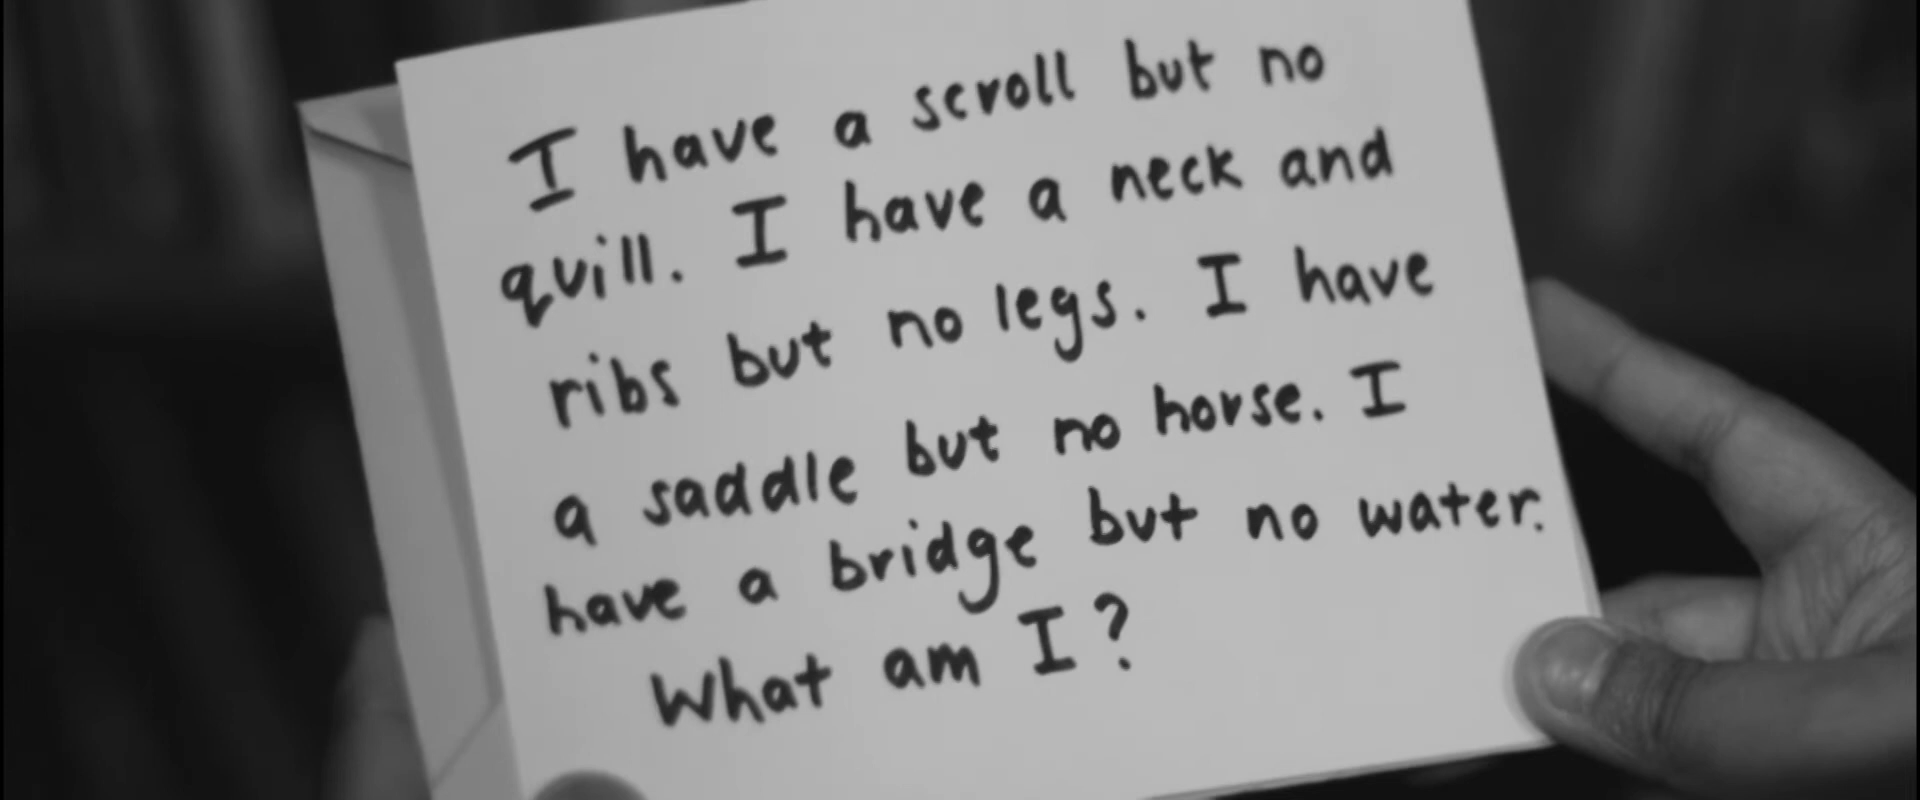 I have a scroll but no
quill. I have a neck and
ribs but no legs. I have
a saddle but no horse. I
have a bridge but no water.
What am I?